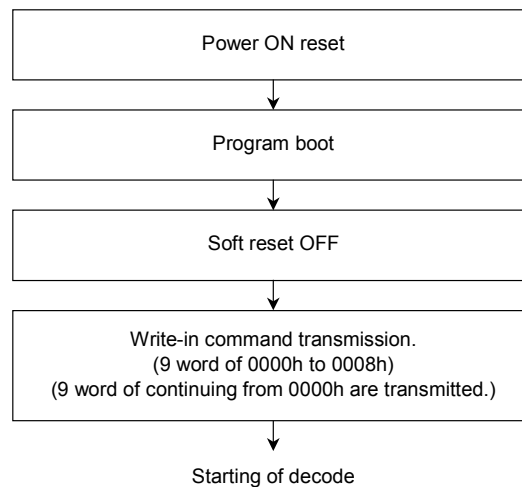 Power ON reset
Program boot
Soft reset OFF
Write-in command transmission.
(9 word of 0000h to 0008h)
(9 word of continuing from 0000h are transmitted.)
Starting of decode